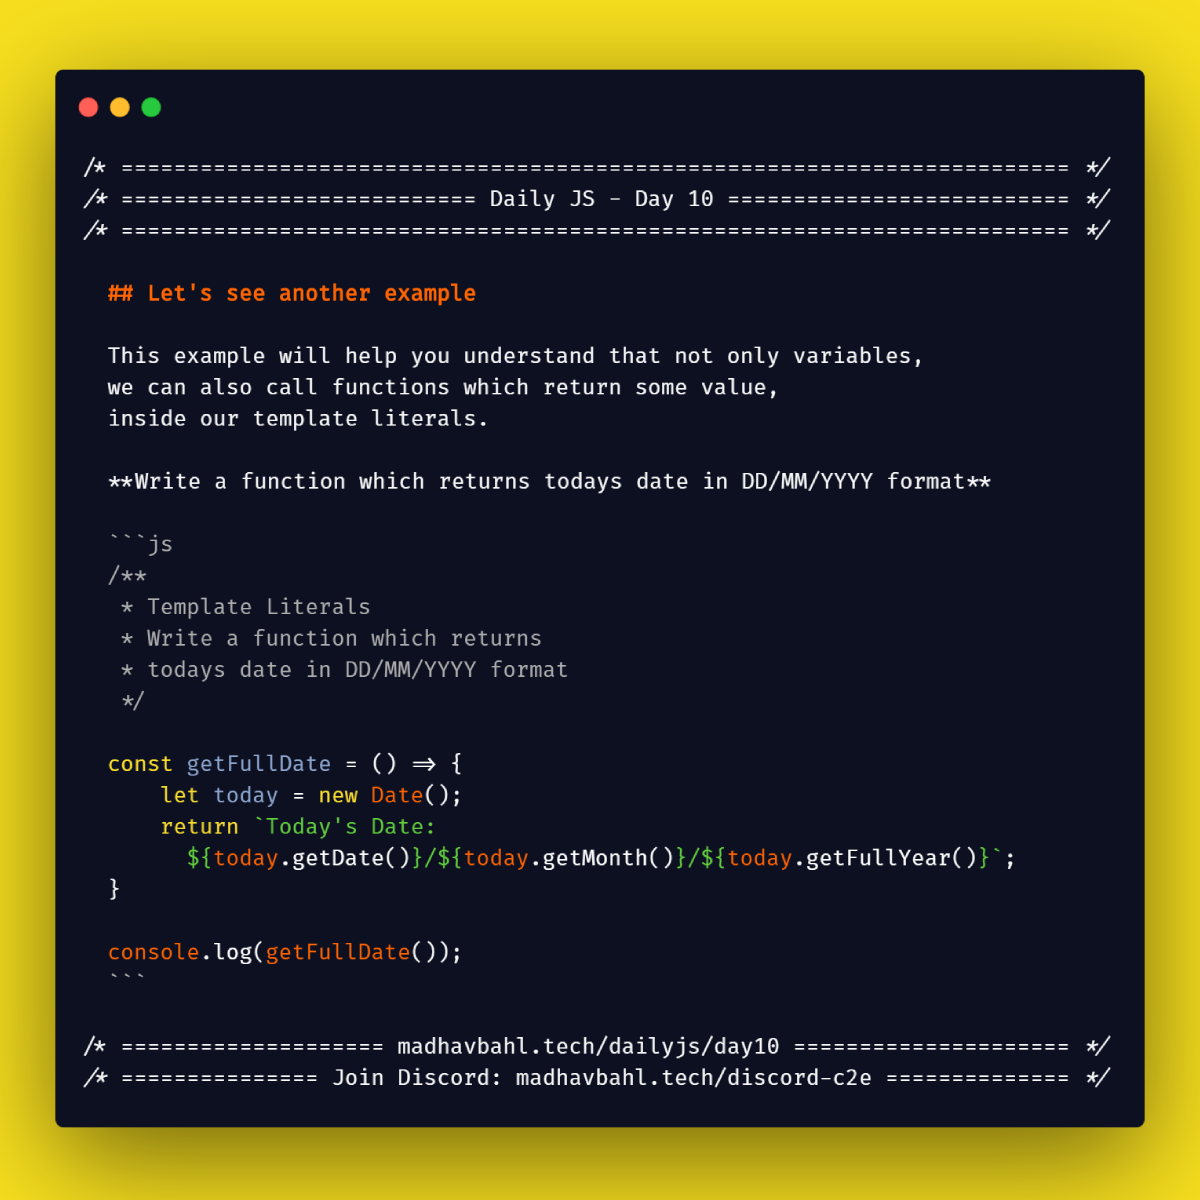 /* ======================================================================== */
/* =========================== Daily JS - Day 10 ========================== */
/* ======================================================================== */
## Let's see another example
This example will help you understand that not only variables,
we can also call functions which return some value,
inside our template literals.
**Write a function which returns todays date in DD/MM/YYYY format**
```js
/**
 * Template Literals
 * Write a function which returns
 * todays date in DD/MM/YYYY format
 */
const getFullDate = () => {
    let today = new Date();
    return `Today's Date:
      ${today.getDate()}/${today.getMonth()}/${today.getFullYear()}`;
}
console.log(getFullDate());
```
/* ==================== madhavbahl.tech/dailyjs/day10 ===================== */
/* =============== Join Discord: madhavbahl.tech/discord-c2e ============== */